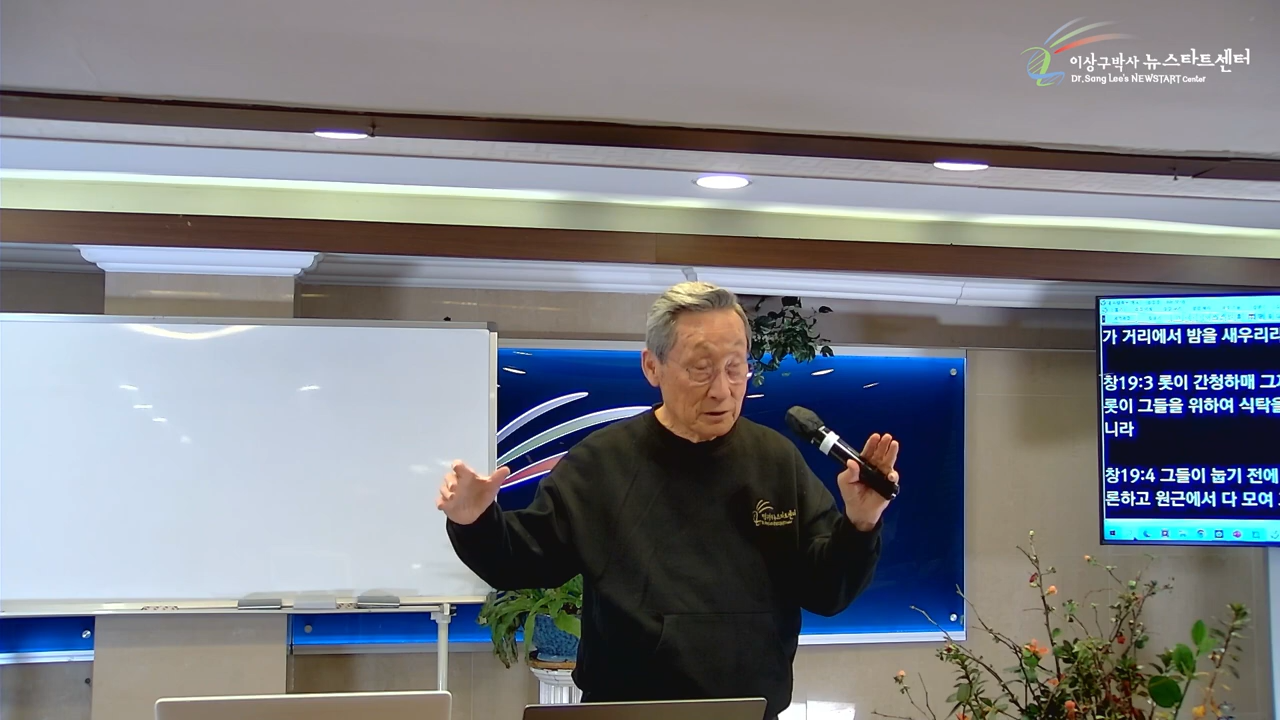 이상구박사 뉴스타트센터
Dr.Sang Lee's NEWSTART Center
가 거리에서 밤을 새우리라
창19:3 롯이 간청하매 그
롯이 그들을 위하여 식탁을
니라
창19:4 그들이 눕기 전에
론하고 원근에서 다 모여